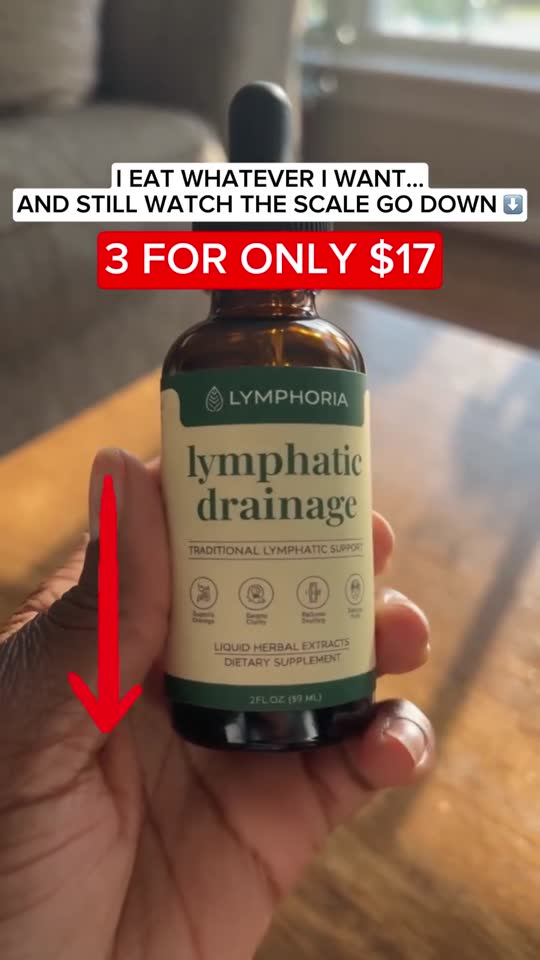 I EAT WHATEVER I WANT...
AND STILL WATCH THE SCALE GO DOWN ⬇️
3 FOR ONLY $17
LYMPHORIA
lymphatic
drainage
TRADITIONAL LYMPHATIC SUPPORT
LIQUID HERBAL EXTRACTS
DIETARY SUPPLEMENT
2FL OZ (59 ML)